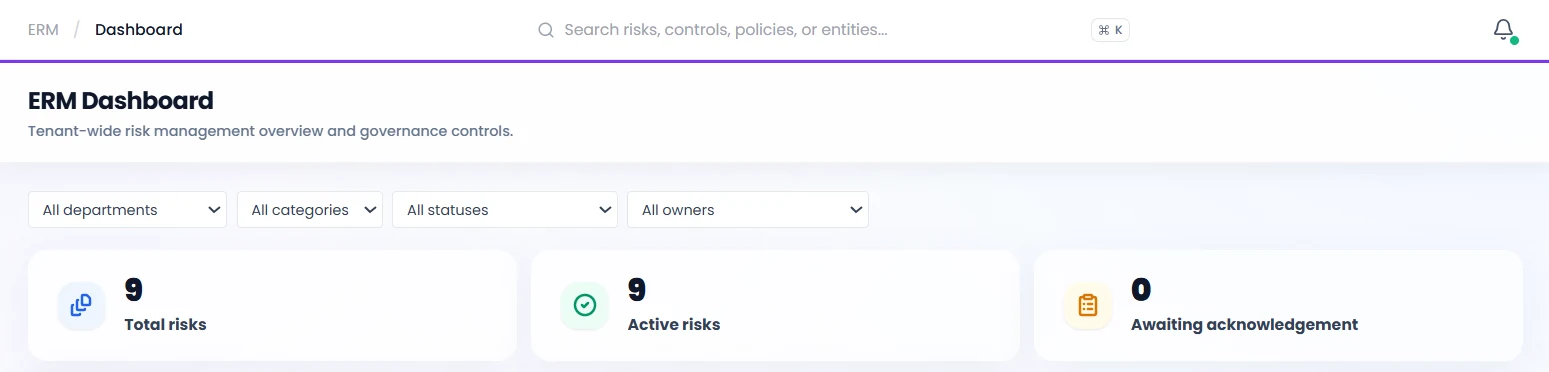 ERM / Dashboard
Search risks, controls, policies, or entities...
⌘ K
ERM Dashboard
Tenant-wide risk management overview and governance controls.
All departments
All categories
All statuses
All owners
9
Total risks
9
Active risks
0
Awaiting acknowledgement